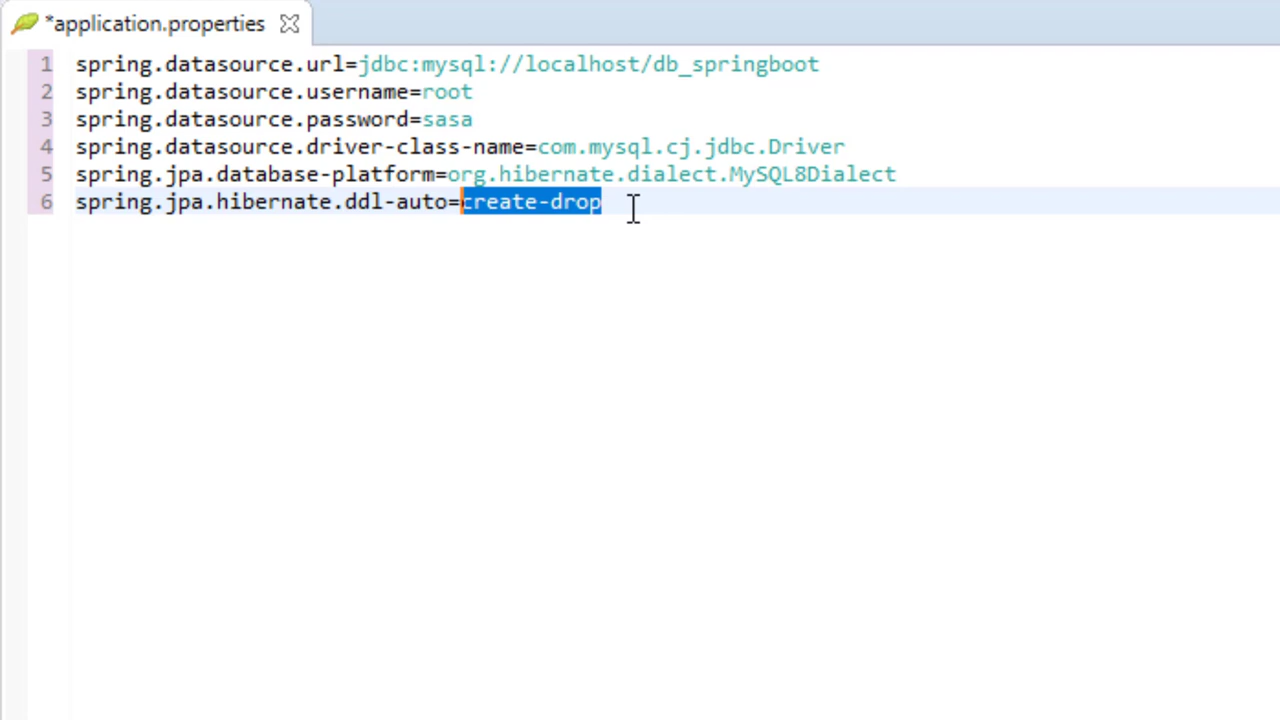 *application.properties
1 spring.datasource.url=jdbc:mysql://localhost/db_springboot
2 spring.datasource.username=root
3 spring.datasource.password=sasa
4 spring.datasource.driver-class-name=com.mysql.cj.jdbc.Driver
5 spring.jpa.database-platform=org.hibernate.dialect.MySQL8Dialect
6 spring.jpa.hibernate.ddl-auto=create-drop